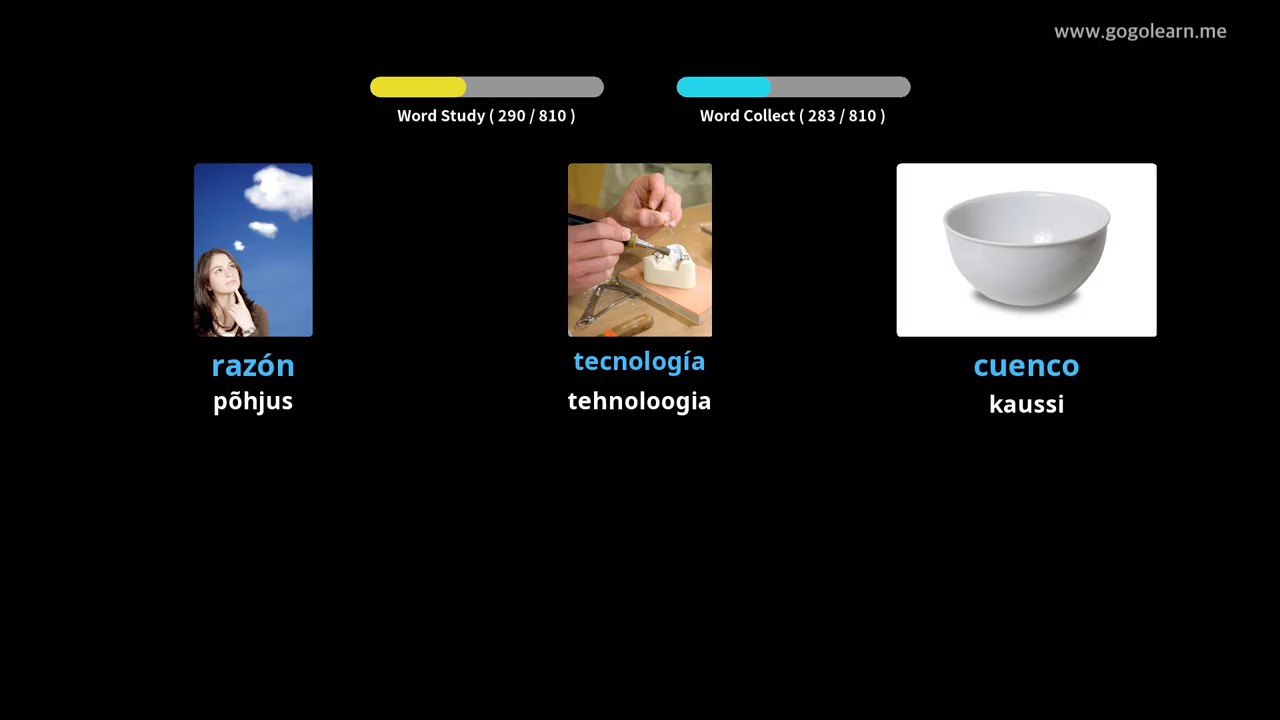 www.gogolearn.me
Word Study ( 290 / 810 )
Word Collect ( 283 / 810 )
razón
põhjus
tecnología
tehnoloogia
cuenco
kaussi